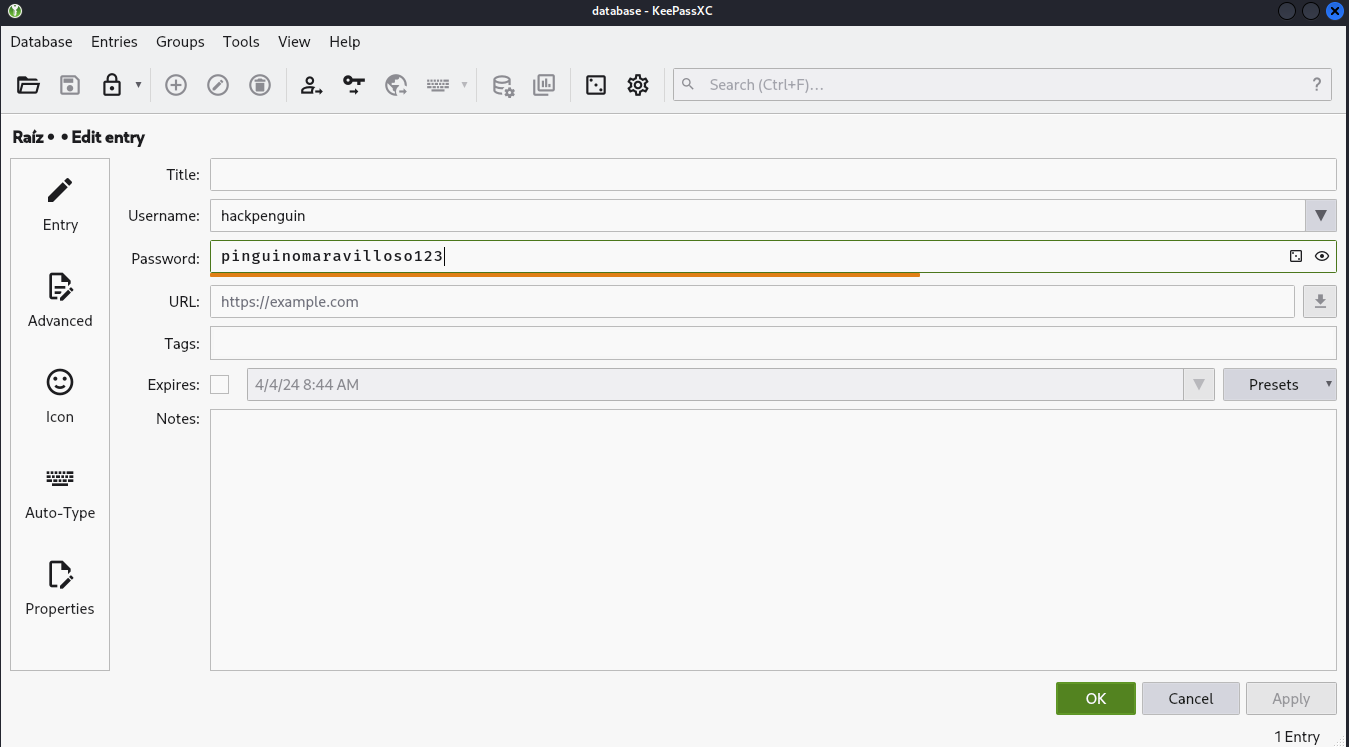 database - KeePassXC
Database Entries Groups Tools View Help
Search (Ctrl+F)... ?
Raíz • • Edit entry
Entry
Advanced
Icon
Auto-Type
Properties
Title:
Username: hackpenguin
Password: pinguinomaravilloso123
URL: https://example.com
Tags:
Expires: 4/4/24 8:44 AM Presets
Notes:
OK Cancel Apply
1 Entry